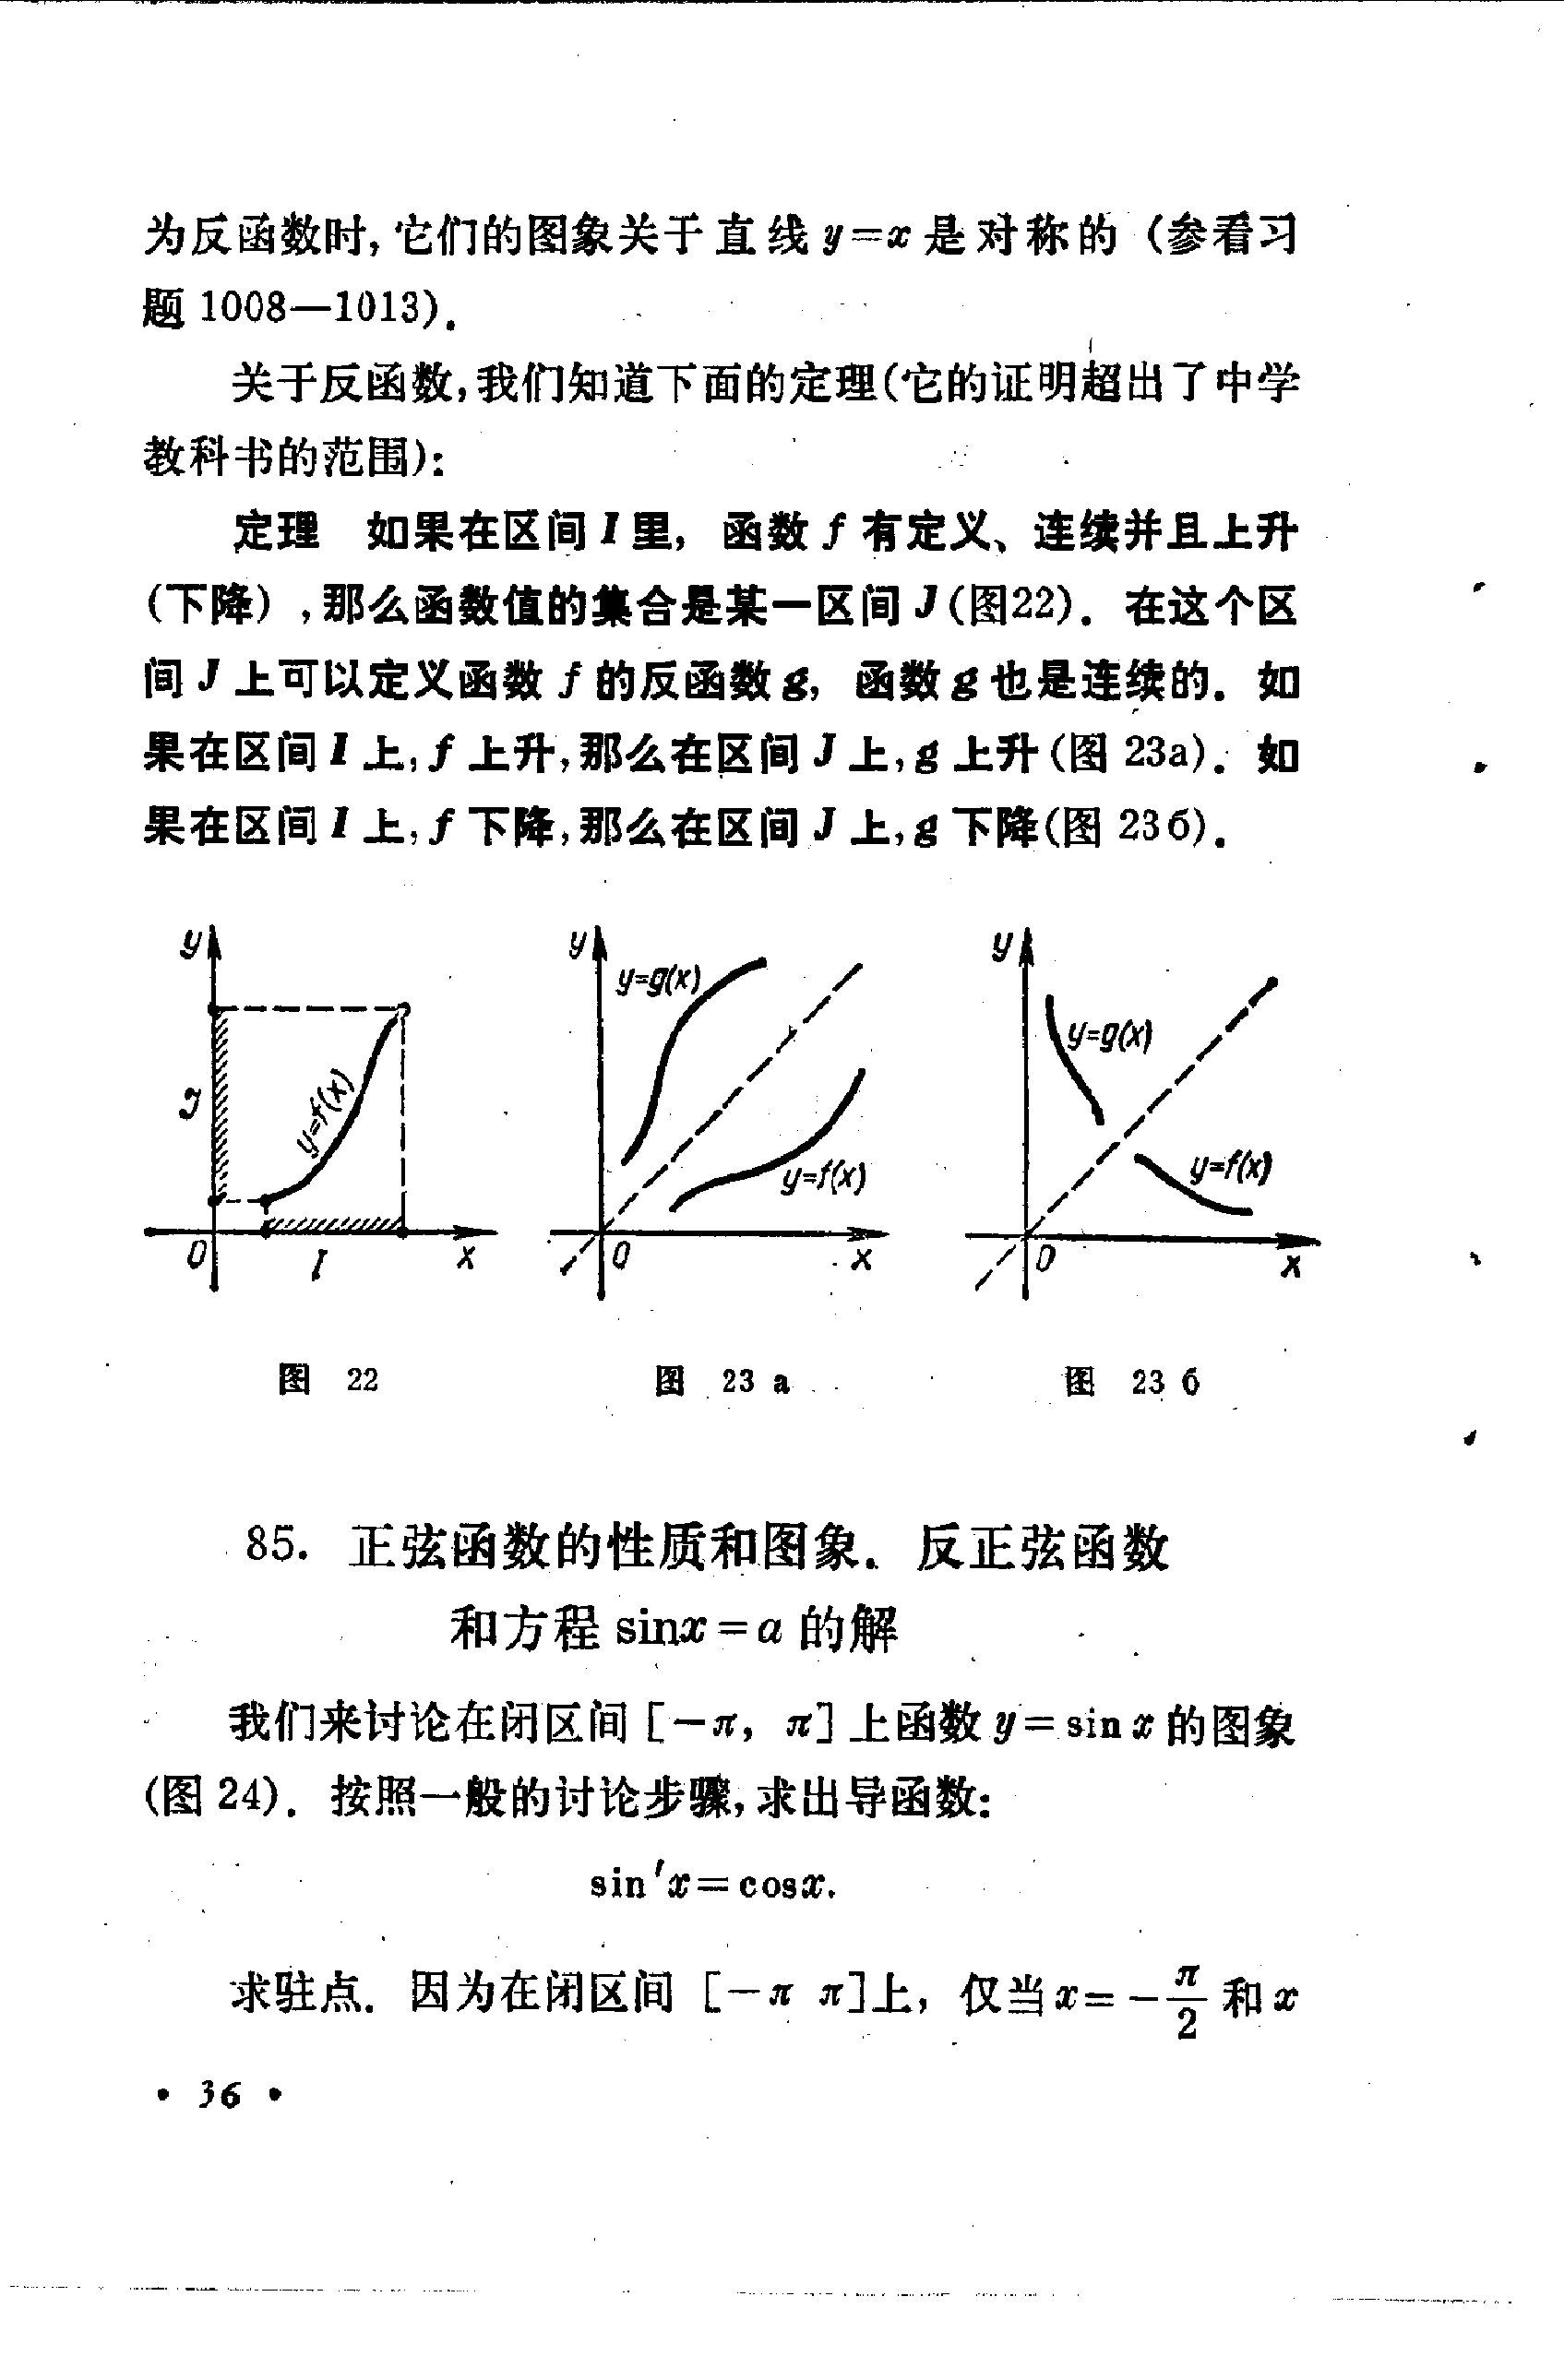 为反函数时,它们的图象关于直线 y=x 是对称的（参看习
题 1008—1013).
关于反函数,我们知道下面的定理(它的证明超出了中学
教科书的范围):
定理　如果在区间 I 里，函数 f 有定义、连续并且上升
(下降)，那么函数值的集合是某一区间 J(图22). 在这个区
间 J 上可以定义函数 f 的反函数 g，函数 g 也是连续的. 如
果在区间 I 上,f 上升,那么在区间 J 上,g 上升(图 23a). 如
果在区间 I 上,f 下降,那么在区间 J 上,g 下降(图 23б).
y
J
y=f(x)
O
I
x
y
y=g(x)
y=f(x)
O
x
y
y=g(x)
y=f(x)
O
x
图 22
图 23 a
图 23 б
85. 正弦函数的性质和图象. 反正弦函数
和方程 sinx=a 的解
我们来讨论在闭区间 [-π, π] 上函数 y=sin x 的图象
(图 24). 按照一般的讨论步骤,求出导函数:
sin′x=cosx.
求驻点. 因为在闭区间 [-π π]上，仅当 x=-π/2 和 x
• 36 •